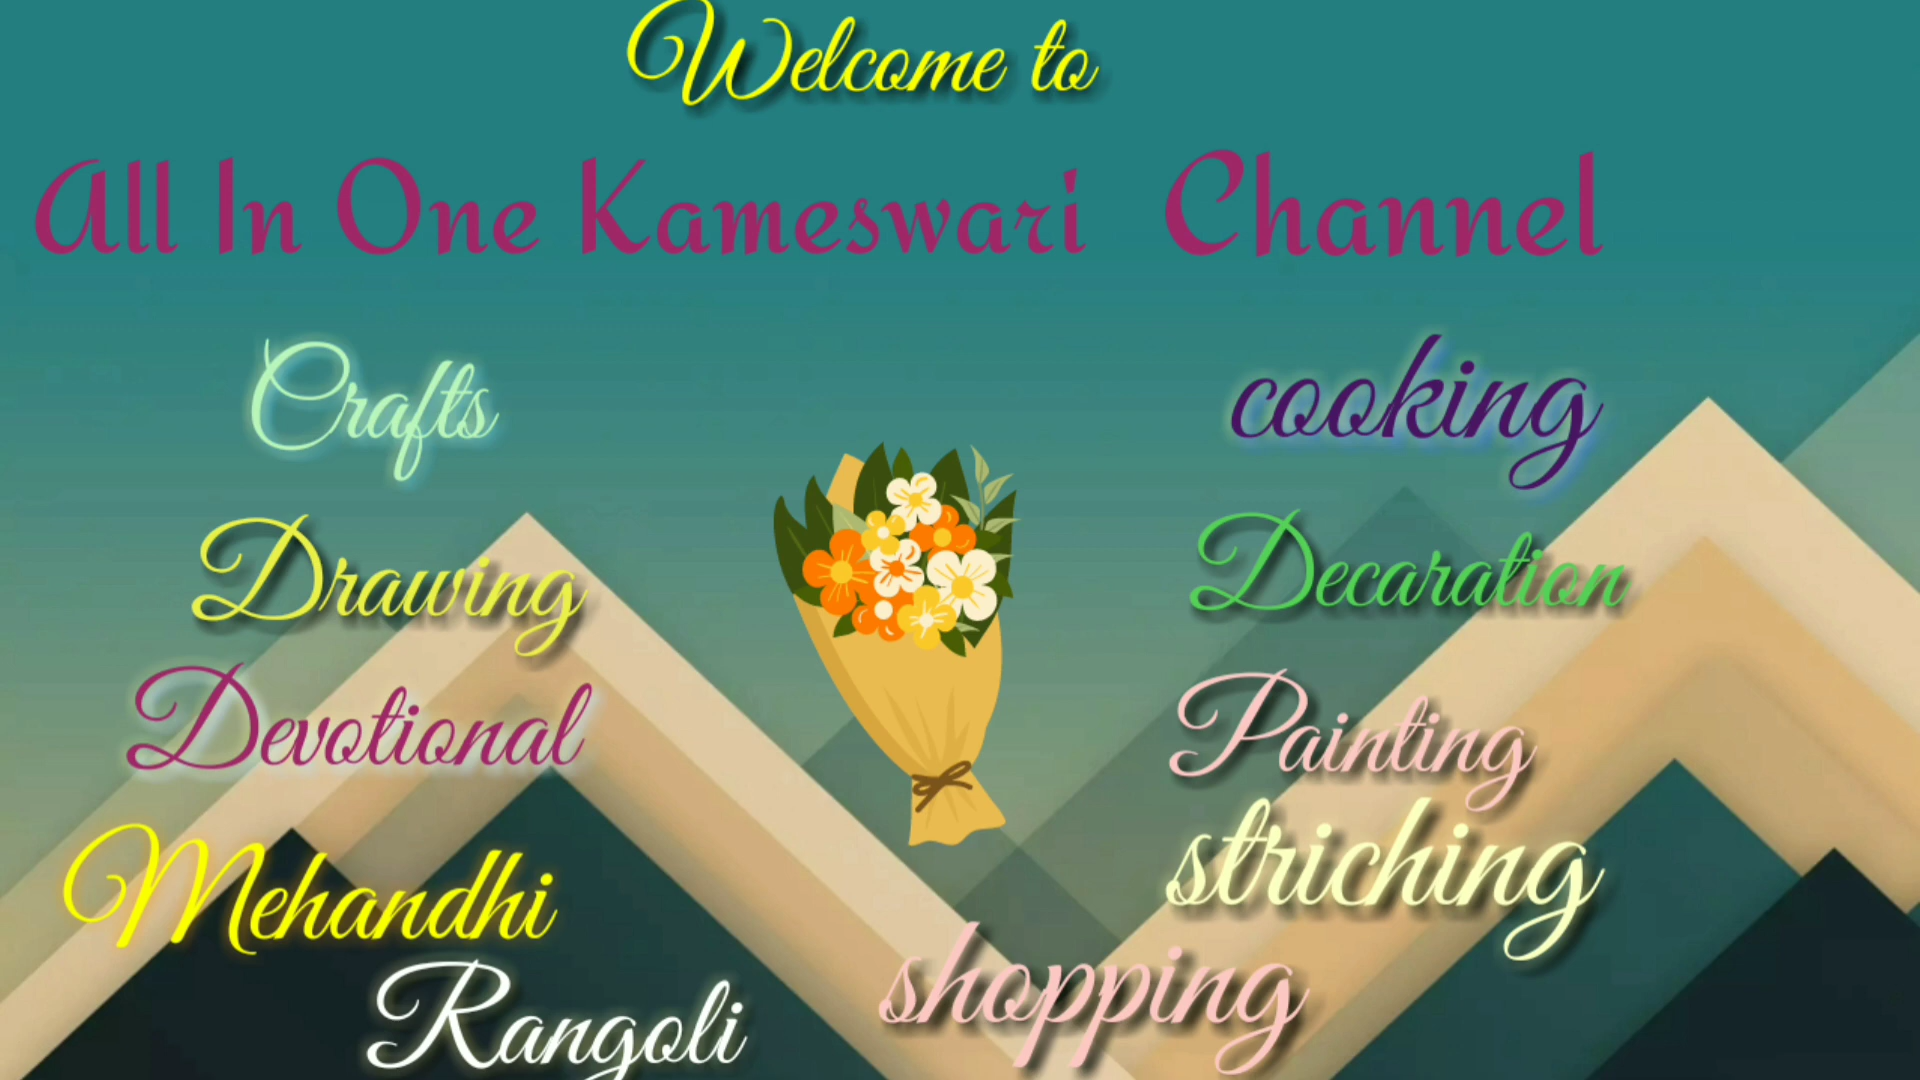 Welcome to
All In One Kameswari Channel
Crafts
cooking
Drawing
Decaration
Devotional
Painting
Mehandhi
striching
Rangoli
shopping